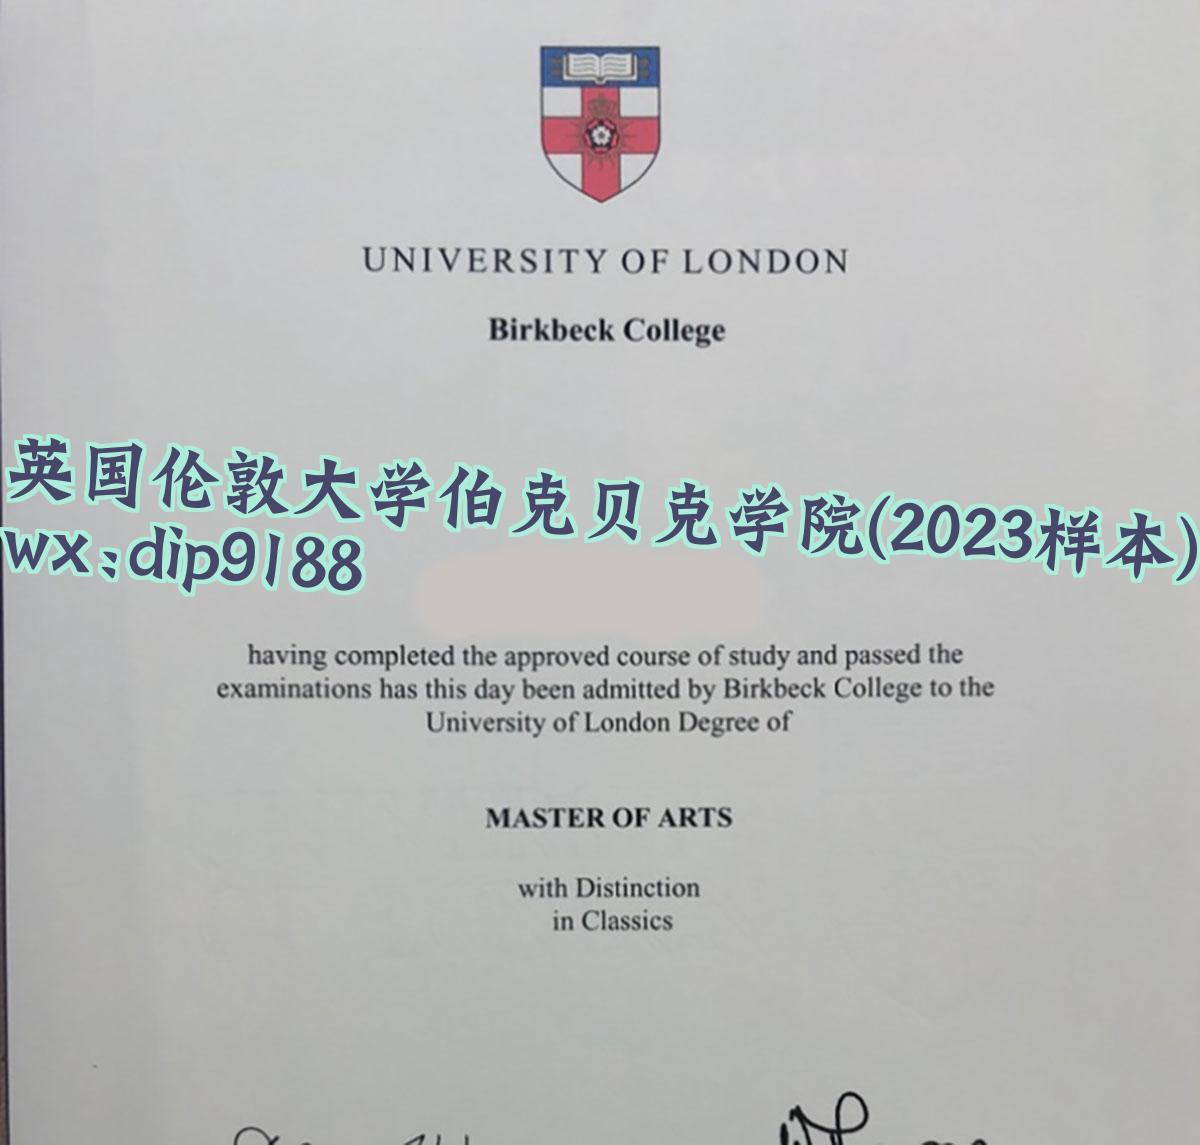 UNIVERSITY OF LONDON
Birkbeck College
英国伦敦大学伯克贝克学院(2023样本)
wx:dip9188
having completed the approved course of study and passed the
examinations has this day been admitted by Birkbeck College to the
University of London Degree of
MASTER OF ARTS
with Distinction
in Classics